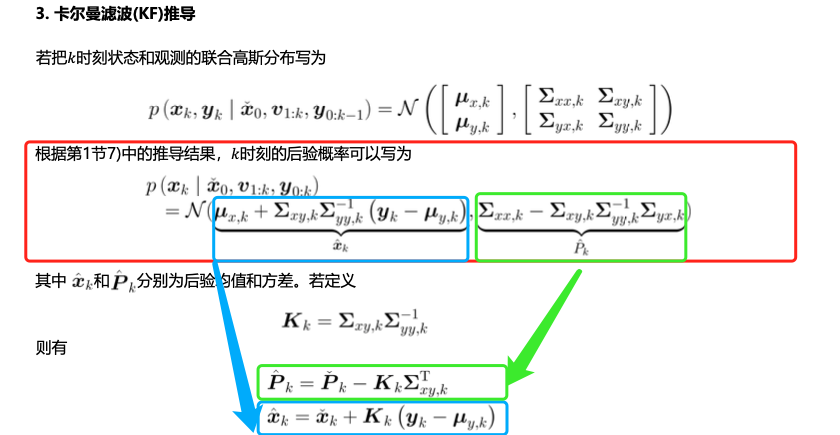 3. 卡尔曼滤波(KF)推导
若把k时刻状态和观测的联合高斯分布写为
$p\left(\boldsymbol{x}_k, \boldsymbol{y}_k \mid \check{\boldsymbol{x}}_0, \boldsymbol{v}_{1:k}, \boldsymbol{y}_{0:k-1}\right) = \mathcal{N}\left(\begin{bmatrix} \boldsymbol{\mu}_{x,k} \\ \boldsymbol{\mu}_{y,k} \end{bmatrix}, \begin{bmatrix} \boldsymbol{\Sigma}_{xx,k} & \boldsymbol{\Sigma}_{xy,k} \\ \boldsymbol{\Sigma}_{yx,k} & \boldsymbol{\Sigma}_{yy,k} \end{bmatrix}\right)$
根据第1节7)中的推导结果，k时刻的后验概率可以写为
$p\left(\boldsymbol{x}_k \mid \check{\boldsymbol{x}}_0, \boldsymbol{v}_{1:k}, \boldsymbol{y}_{0:k}\right)$
$= \mathcal{N}(\underbrace{\boldsymbol{\mu}_{x,k} + \boldsymbol{\Sigma}_{xy,k}\boldsymbol{\Sigma}_{yy,k}^{-1}\left(\boldsymbol{y}_k - \boldsymbol{\mu}_{y,k}\right)}_{\hat{\boldsymbol{x}}_k}, \underbrace{\boldsymbol{\Sigma}_{xx,k} - \boldsymbol{\Sigma}_{xy,k}\boldsymbol{\Sigma}_{yy,k}^{-1}\boldsymbol{\Sigma}_{yx,k}}_{\hat{P}_k})$
其中 $\hat{\boldsymbol{x}}_k$和$\hat{\boldsymbol{P}}_k$分别为后验均值和方差。若定义
$\boldsymbol{K}_k = \boldsymbol{\Sigma}_{xy,k}\boldsymbol{\Sigma}_{yy,k}^{-1}$
则有
$\hat{\boldsymbol{P}}_k = \check{\boldsymbol{P}}_k - \boldsymbol{K}_k\boldsymbol{\Sigma}_{xy,k}^{\mathrm{T}}$
$\hat{\boldsymbol{x}}_k = \check{\boldsymbol{x}}_k + \boldsymbol{K}_k\left(\boldsymbol{y}_k - \boldsymbol{\mu}_{y,k}\right)$